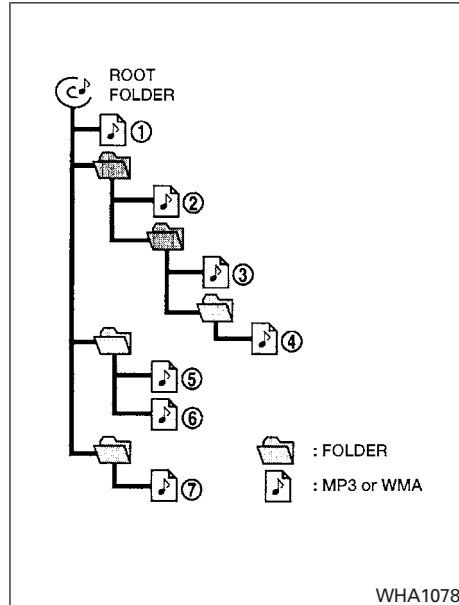 ROOT
FOLDER
①
②
③
④
⑤
⑥
⑦
: FOLDER
: MP3 or WMA
WHA1078